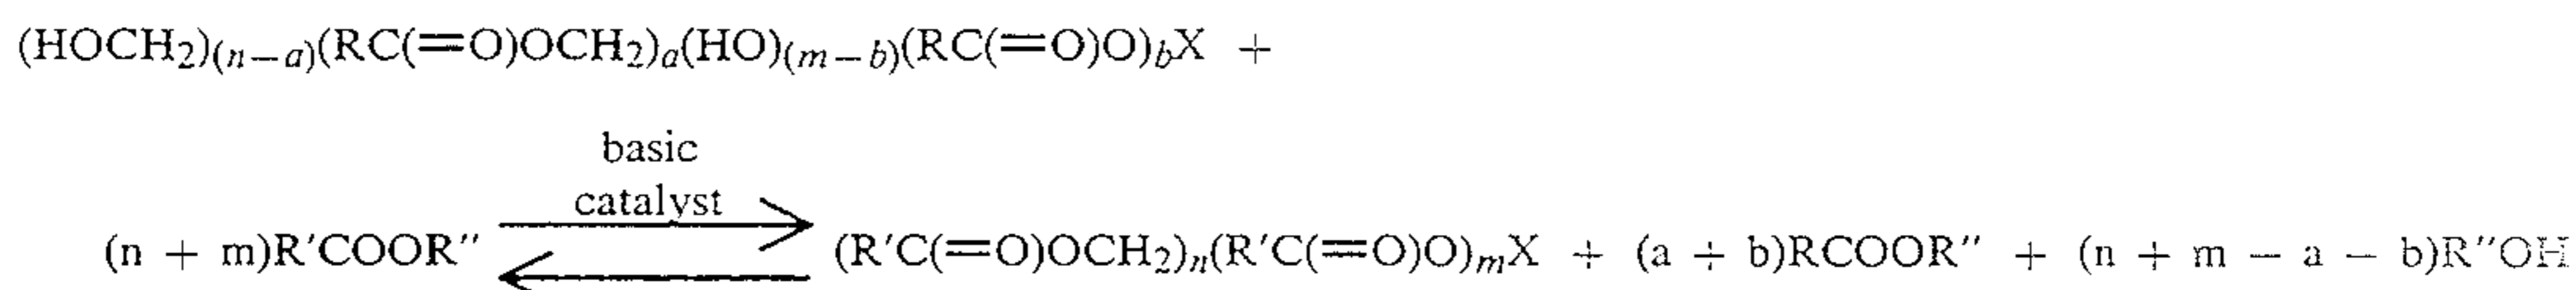 (HOCH₂)₍ₙ₋ₐ₎(RC(=O)OCH₂)ₐ(HO)₍m₋b₎(RC(=O)O)bX +
basic
catalyst
(n + m)R′COOR″ ⇌ (R′C(=O)OCH₂)ₙ(R′C(=O)O)ₘX + (a + b)RCOOR″ + (n + m − a − b)R″OH